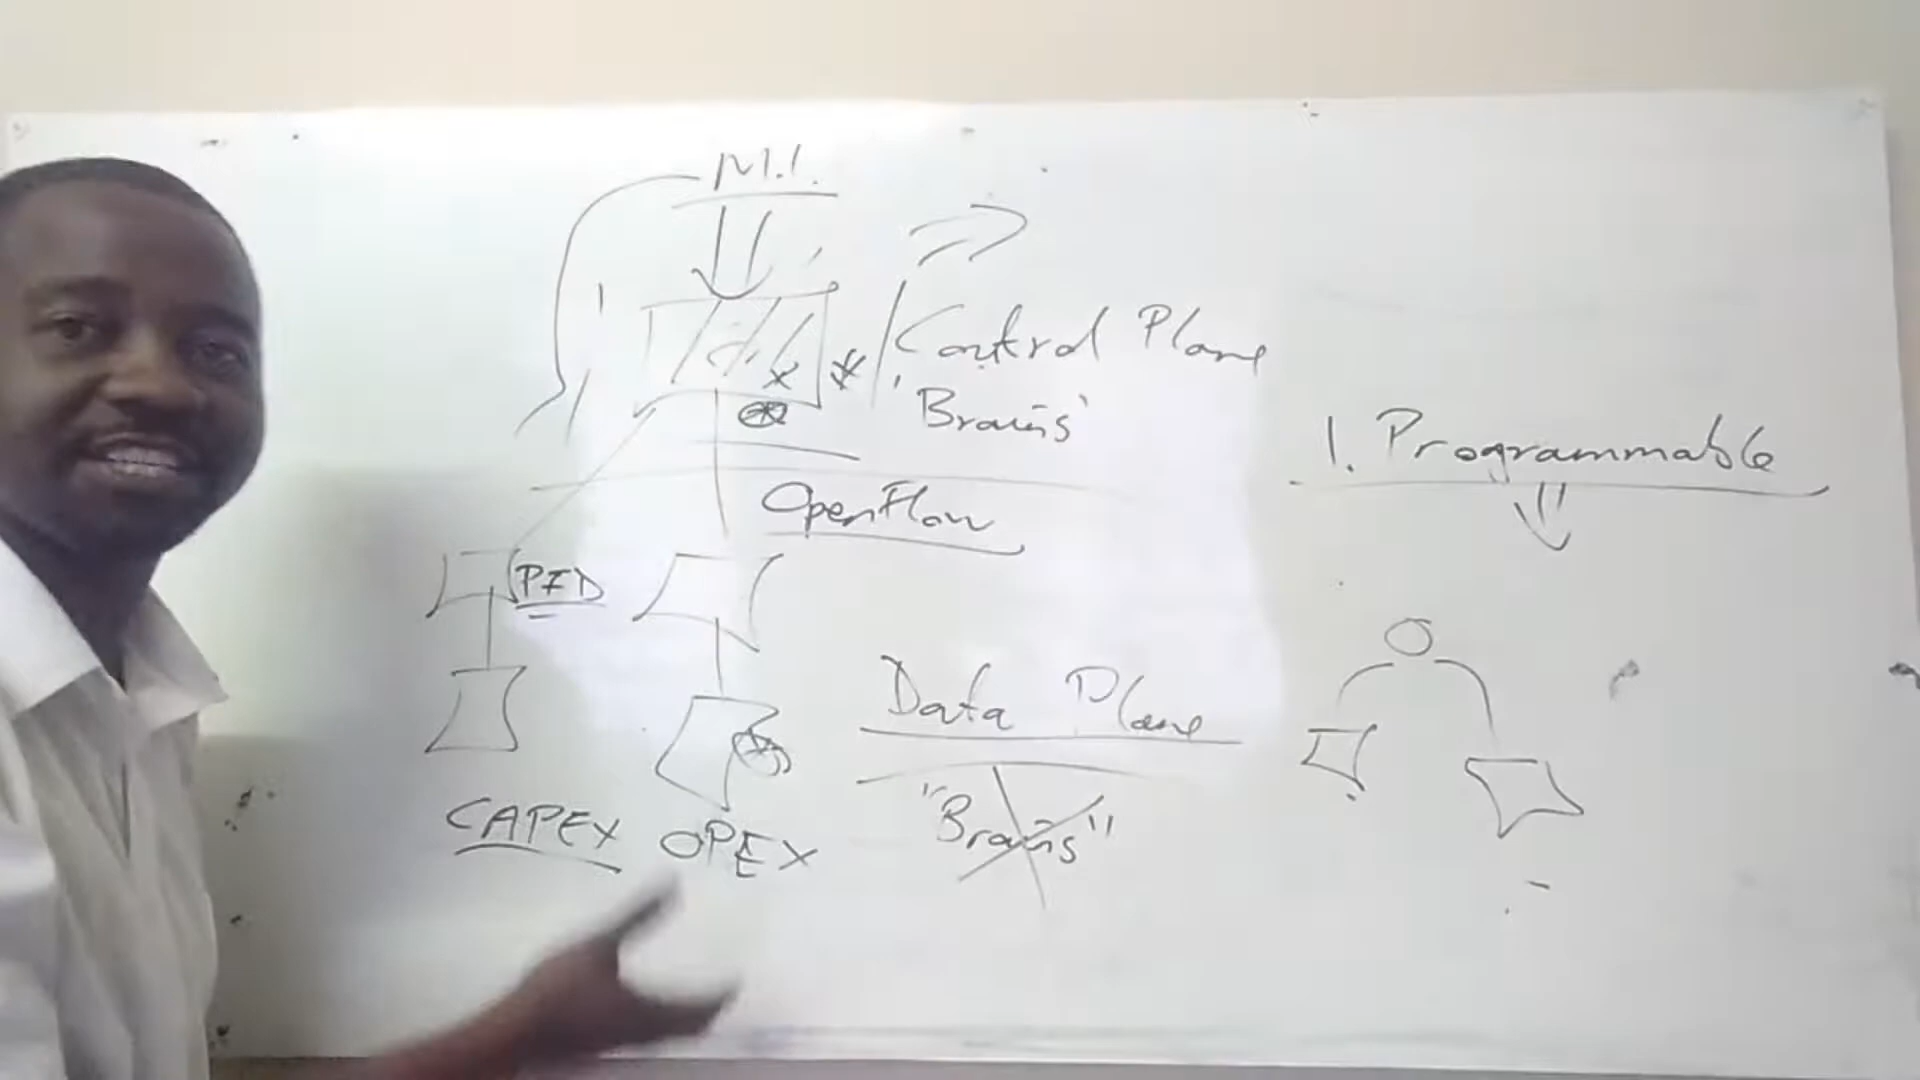 M.I.
Control Plane
'Brains'
1. Programmable
OpenFlow
PFD
Data Plane
"Brains"
CAPEX OPEX